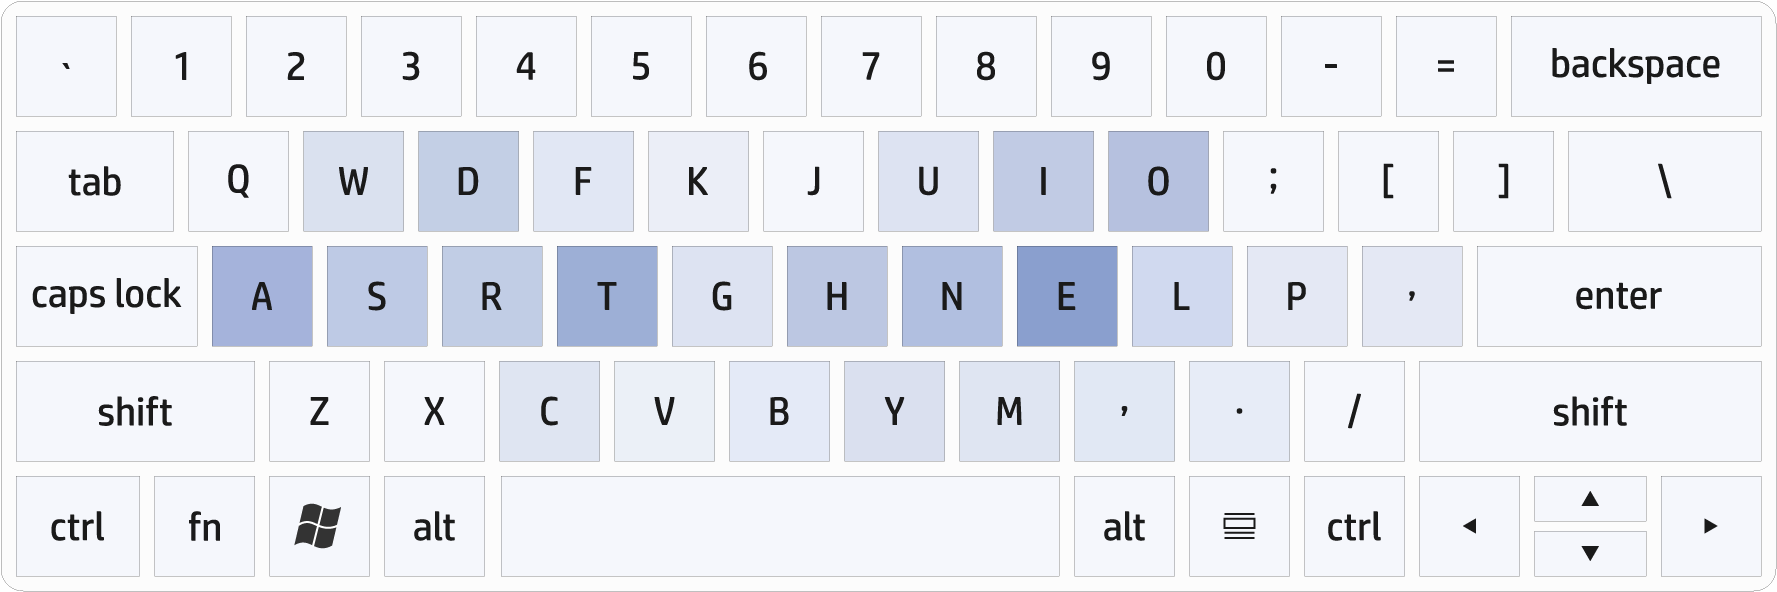 ` 1 2 3 4 5 6 7 8 9 0 - = backspace
tab Q W D F K J U I O ; [ ] \
caps lock A S R T G H N E L P ' enter
shift Z X C V B Y M , . / shift
ctrl fn alt alt ctrl ◄ ▲ ▼ ►